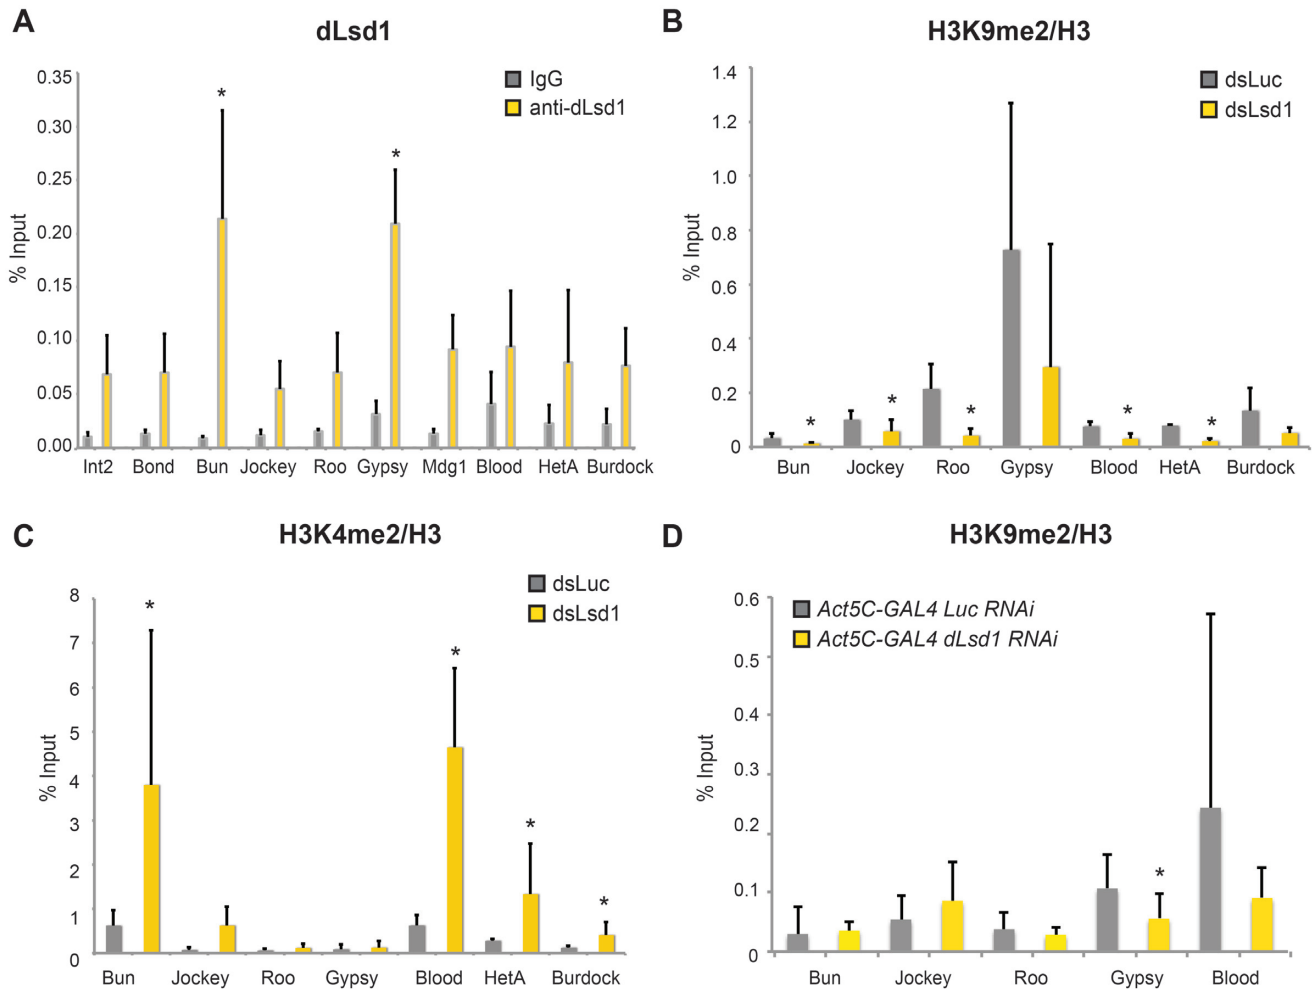 A
dLsd1
IgG
anti-dLsd1
% Input
0.35
0.30
0.25
0.20
0.15
0.10
0.05
0.00
*
*
Int2 Bond Bun Jockey Roo Gypsy Mdg1 Blood HetA Burdock
B
H3K9me2/H3
dsLuc
dsLsd1
% Input
1.4
1.2
1.0
0.8
0.6
0.4
0.2
0
* * * * *
Bun Jockey Roo Gypsy Blood HetA Burdock
C
H3K4me2/H3
dsLuc
dsLsd1
% Input
8
7
6
5
4
3
2
1
0
* * * *
Bun Jockey Roo Gypsy Blood HetA Burdock
D
H3K9me2/H3
Act5C-GAL4 Luc RNAi
Act5C-GAL4 dLsd1 RNAi
% Input
0.6
0.5
0.4
0.3
0.2
0.1
0
*
Bun Jockey Roo Gypsy Blood